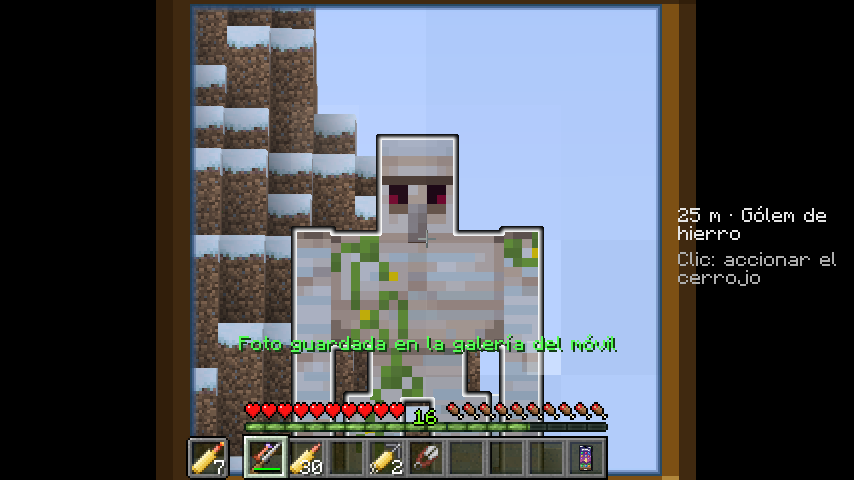 25 m · Gólem de
hierro
Clic: accionar el
cerrojo
Foto guardada en la galería del móvil
16
7
30
2